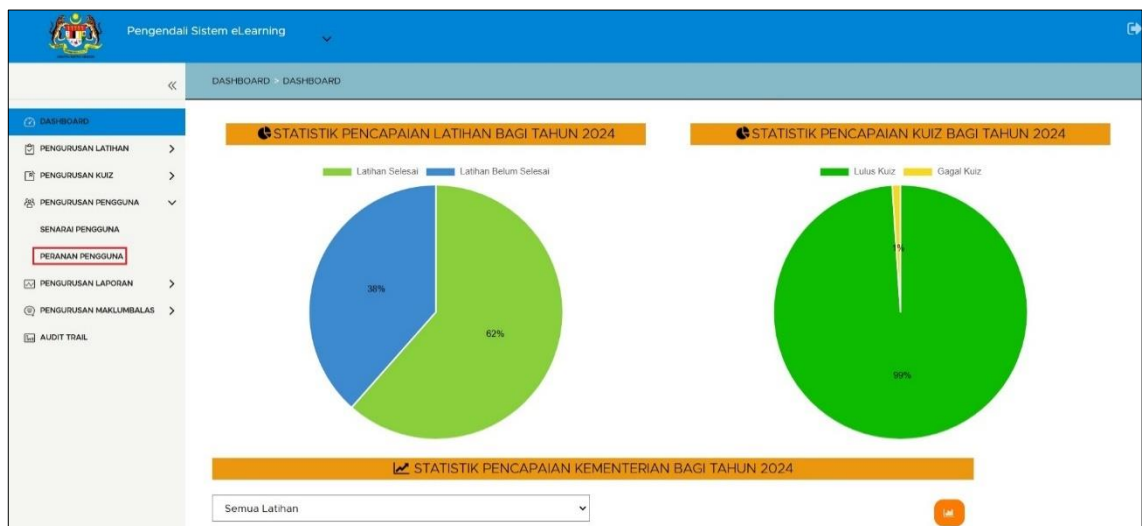 Pengendali Sistem eLearning
DASHBOARD > DASHBOARD
DASHBOARD
PENGURUSAN LATIHAN
PENGURUSAN KUIZ
PENGURUSAN PENGGUNA
SENARAI PENGGUNA
PERANAN PENGGUNA
PENGURUSAN LAPORAN
PENGURUSAN MAKLUMBALAS
AUDIT TRAIL
STATISTIK PENCAPAIAN LATIHAN BAGI TAHUN 2024
Latihan Selesai
Latihan Belum Selesai
38%
62%
STATISTIK PENCAPAIAN KUIZ BAGI TAHUN 2024
Lulus Kuiz
Gagal Kuiz
1%
99%
STATISTIK PENCAPAIAN KEMENTERIAN BAGI TAHUN 2024
Semua Latihan